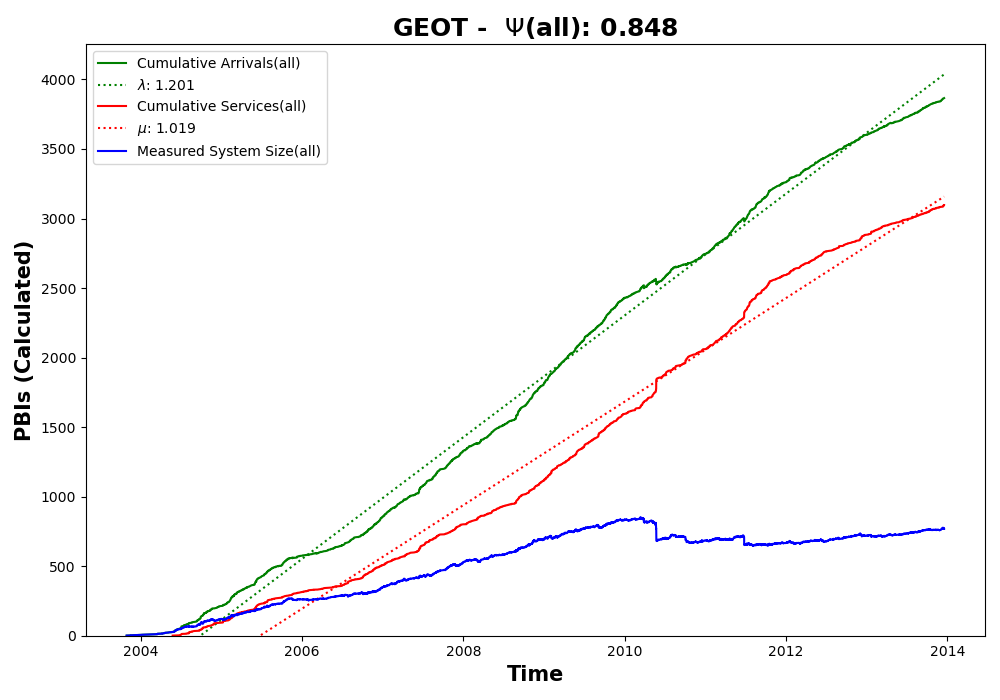 GEOT - Ψ(all): 0.848
Cumulative Arrivals(all)
λ: 1.201
Cumulative Services(all)
μ: 1.019
Measured System Size(all)
PBIs (Calculated)
4000
3500
3000
2500
2000
1500
1000
500
0
2004 2006 2008 2010 2012 2014
Time